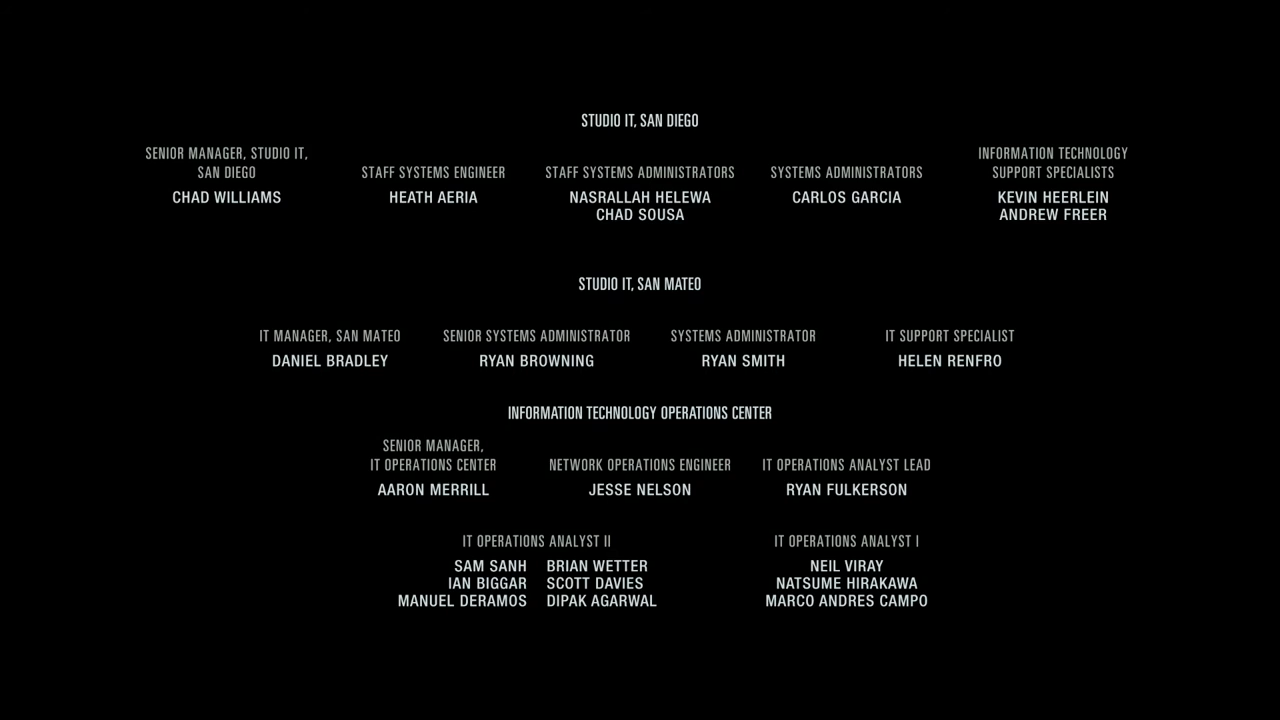 STUDIO IT, SAN DIEGO
SENIOR MANAGER, STUDIO IT,
SAN DIEGO
CHAD WILLIAMS
STAFF SYSTEMS ENGINEER
HEATH AERIA
STAFF SYSTEMS ADMINISTRATORS
NASRALLAH HELEWA
CHAD SOUSA
SYSTEMS ADMINISTRATORS
CARLOS GARCIA
INFORMATION TECHNOLOGY
SUPPORT SPECIALISTS
KEVIN HEERLEIN
ANDREW FREER
STUDIO IT, SAN MATEO
IT MANAGER, SAN MATEO
DANIEL BRADLEY
SENIOR SYSTEMS ADMINISTRATOR
RYAN BROWNING
SYSTEMS ADMINISTRATOR
RYAN SMITH
IT SUPPORT SPECIALIST
HELEN RENFRO
INFORMATION TECHNOLOGY OPERATIONS CENTER
SENIOR MANAGER,
IT OPERATIONS CENTER
AARON MERRILL
NETWORK OPERATIONS ENGINEER
JESSE NELSON
IT OPERATIONS ANALYST LEAD
RYAN FULKERSON
IT OPERATIONS ANALYST II
SAM SANH BRIAN WETTER
IAN BIGGAR SCOTT DAVIES
MANUEL DERAMOS DIPAK AGARWAL
IT OPERATIONS ANALYST I
NEIL VIRAY
NATSUME HIRAKAWA
MARCO ANDRES CAMPO